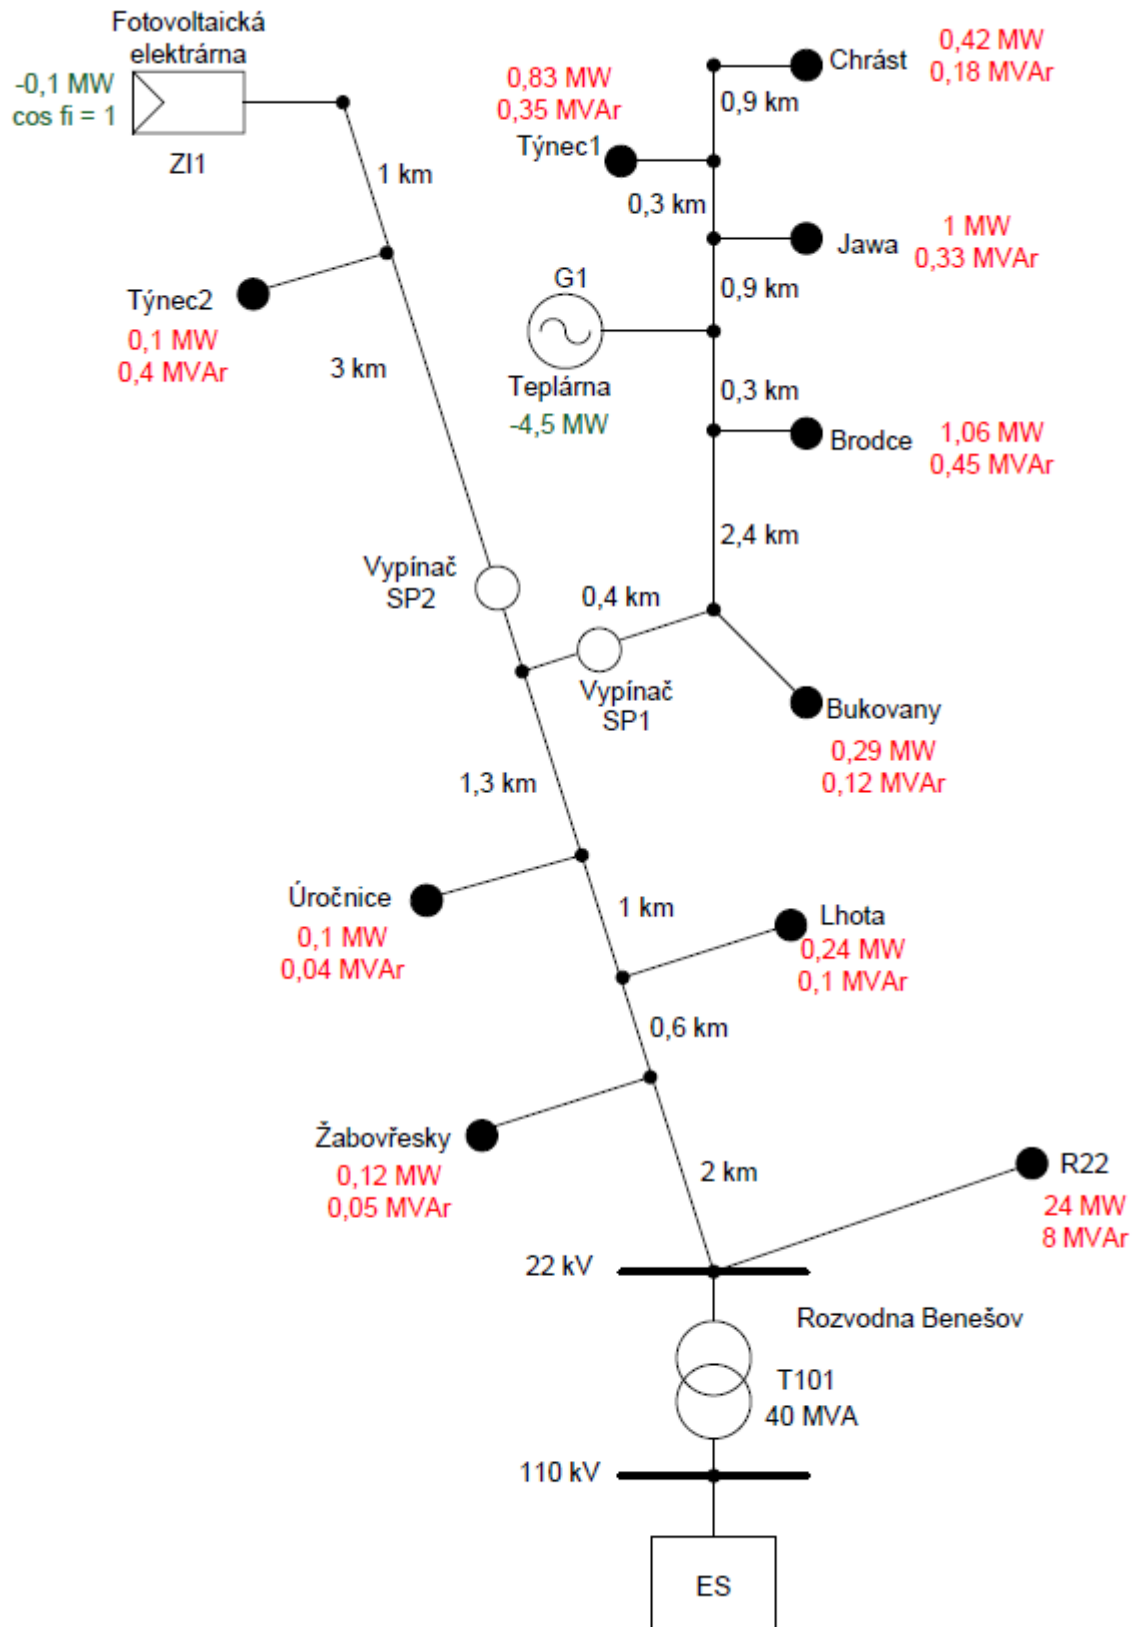 Fotovoltaická
elektrárna
-0,1 MW
cos fi = 1
ZI1
1 km
Týnec2
0,1 MW
0,4 MVAr
3 km
Vypínač
SP2
0,42 MW
0,18 MVAr
Chrást
0,9 km
0,83 MW
0,35 MVAr
Týnec1
0,3 km
1 MW
0,33 MVAr
Jawa
0,9 km
G1
Teplárna
-4,5 MW
0,3 km
Brodce
1,06 MW
0,45 MVAr
2,4 km
0,4 km
Vypínač
SP1
Bukovany
0,29 MW
0,12 MVAr
1,3 km
Úročnice
0,1 MW
0,04 MVAr
1 km
Lhota
0,24 MW
0,1 MVAr
0,6 km
Žabovřesky
0,12 MW
0,05 MVAr
2 km
R22
24 MW
8 MVAr
22 kV
Rozvodna Benešov
T101
40 MVA
110 kV
ES